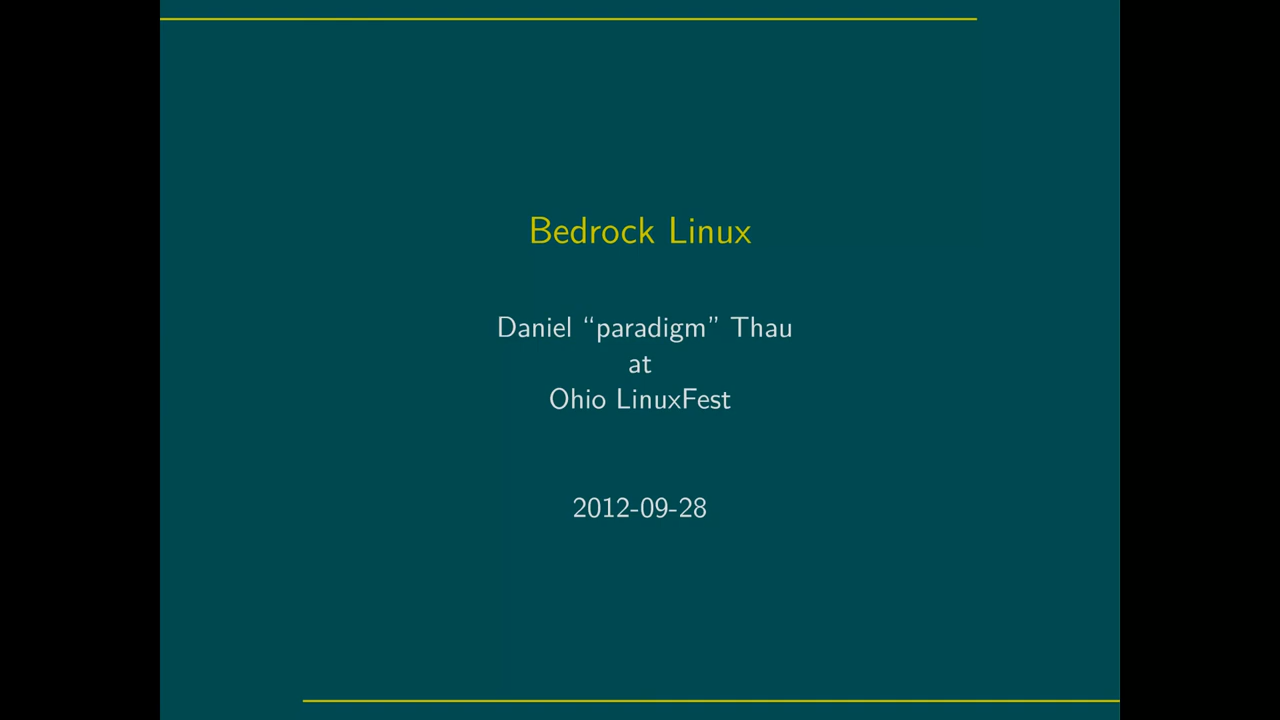 Bedrock Linux
Daniel “paradigm” Thau
at
Ohio LinuxFest
2012-09-28